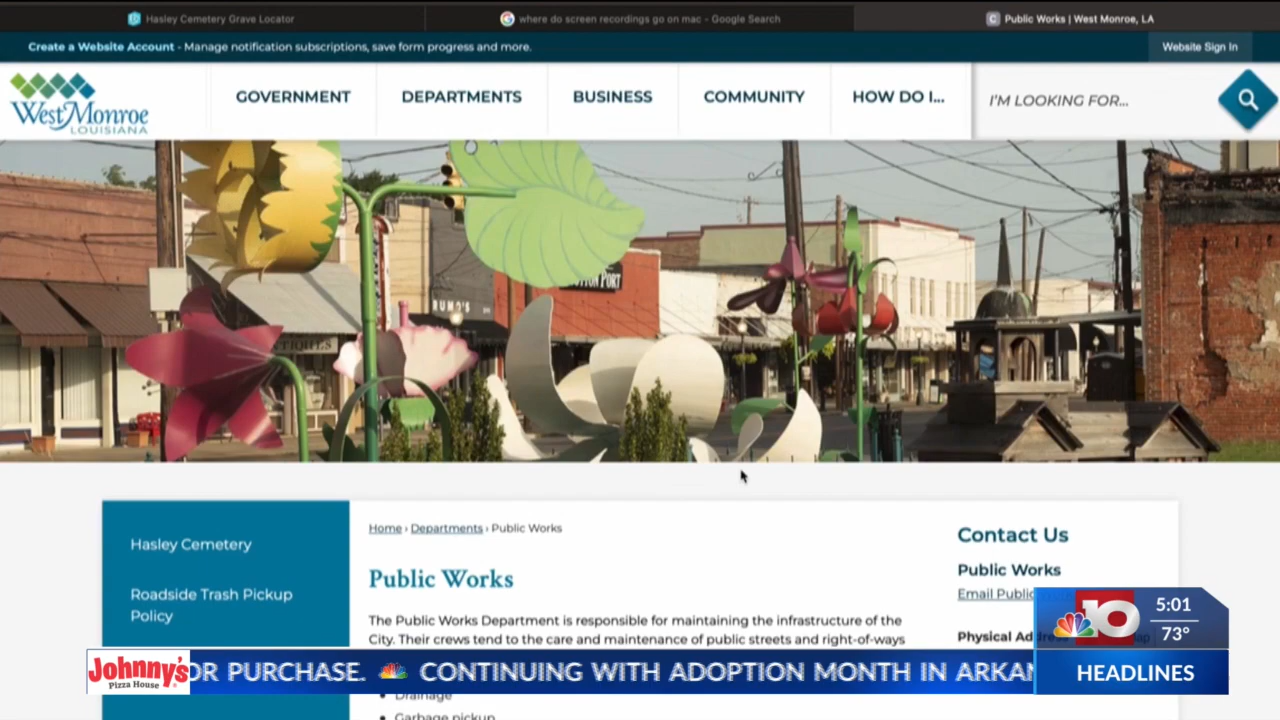 Hasley Cemetery Grave Locator
where do screen recordings go on mac - Google Search
Public Works | West Monroe, LA
Create a Website Account - Manage notification subscriptions, save form progress and more.
Website Sign In
West Monroe
LOUISIANA
GOVERNMENT
DEPARTMENTS
BUSINESS
COMMUNITY
HOW DO I...
I'M LOOKING FOR...
Hasley Cemetery
Roadside Trash Pickup
Policy
Home › Departments › Public Works
Public Works
The Public Works Department is responsible for maintaining the infrastructure of the
City. Their crews tend to the care and maintenance of public streets and right-of-ways
Drainage
Garbage pickup
Contact Us
Public Works
Email Public
Physical Ad
10
5:01
73°
HEADLINES
Johnny's
Pizza House
OR PURCHASE.
CONTINUING WITH ADOPTION MONTH IN ARKAN